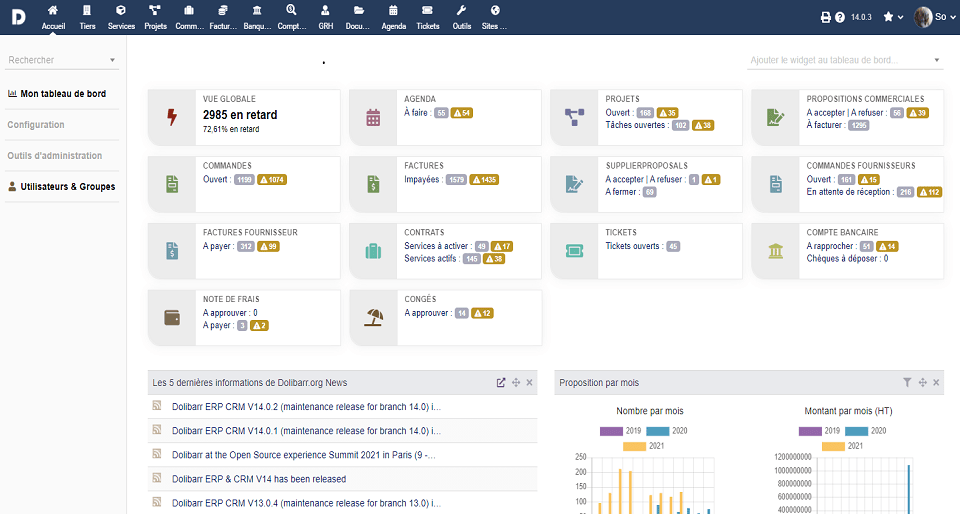 D
Accueil Tiers Services Projets Comm... Factur... Banqu... Compt... GRH Docu... Agenda Tickets Outils Sites ... 14.0.3 So
Rechercher
Ajouter le widget au tableau de bord...
Mon tableau de bord
Configuration
Outils d'administration
Utilisateurs & Groupes
VUE GLOBALE
2985 en retard
72,61% en retard
AGENDA
À faire : 55 54
PROJETS
Ouvert : 168 35
Tâches ouvertes : 102 38
PROPOSITIONS COMMERCIALES
A accepter | A refuser : 56 39
À facturer : 1295
COMMANDES
Ouvert : 1199 1074
FACTURES
Impayées : 1579 1435
SUPPLIERPROPOSALS
A accepter | A refuser : 1 1
A fermer : 69
COMMANDES FOURNISSEURS
Ouvert : 161 15
En attente de réception : 216 112
FACTURES FOURNISSEUR
A payer : 312 99
CONTRATS
Services à activer : 49 17
Services actifs : 145 38
TICKETS
Tickets ouverts : 45
COMPTE BANCAIRE
A rapprocher : 51 14
Chèques à déposer : 0
NOTE DE FRAIS
A approuver : 0
A payer : 3 2
CONGÉS
A approuver : 14 12
Les 5 dernières informations de Dolibarr.org News
Dolibarr ERP CRM V14.0.2 (maintenance release for branch 14.0) i...
Dolibarr ERP CRM V14.0.1 (maintenance release for branch 14.0) i...
Dolibarr at the Open Source experience Summit 2021 in Paris (9 -...
Dolibarr ERP & CRM V14 has been released
Dolibarr ERP CRM V13.0.4 (maintenance release for branch 13.0) i...
Proposition par mois
Nombre par mois
2019 2020
2021
250
200
150
100
50
Montant par mois (HT)
2019 2020
2021
1200000000
1000000000
800000000
600000000
400000000